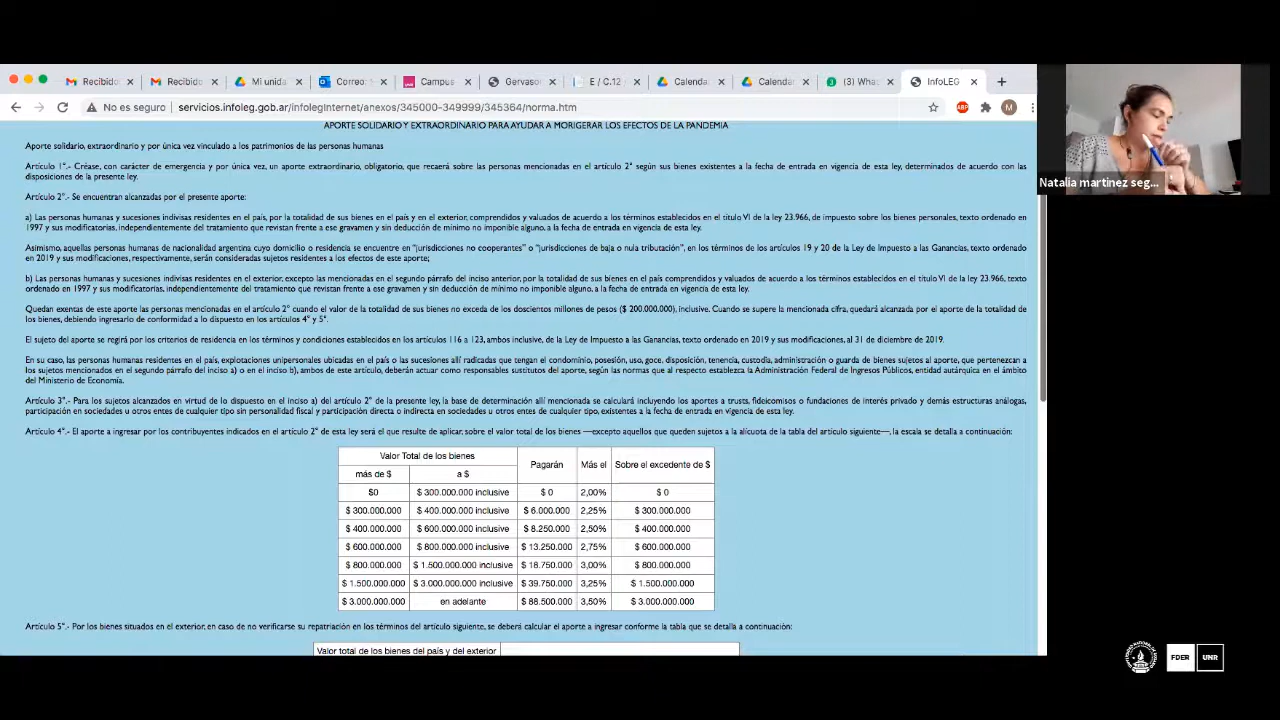 Recibido
Recibido
Mi unida
Correo:
Campus
Gervaso
E / C.12 /
Calenda
Calendar
(3) Wha
InfoLEG
No es seguro
servicios.infoleg.gob.ar/infolegInternet/anexos/345000-349999/345364/norma.htm
ABP
M
APORTE SOLIDARIO Y EXTRAORDINARIO PARA AYUDAR A MORIGERAR LOS EFECTOS DE LA PANDEMIA
Aporte solidario, extraordinario y por única vez vinculado a los patrimonios de las personas humanas
Artículo 1°.- Créase, con carácter de emergencia y por única vez, un aporte extraordinario, obligatorio, que recaerá sobre las personas mencionadas en el artículo 2° según sus bienes existentes a la fecha de entrada en vigencia de esta ley, determinados de acuerdo con las
disposiciones de la presente ley.
Artículo 2°.- Se encuentran alcanzadas por el presente aporte:
a) Las personas humanas y sucesiones indivisas residentes en el país, por la totalidad de sus bienes en el país y en el exterior, comprendidos y valuados de acuerdo a los términos establecidos en el título VI de la ley 23.966, de impuesto sobre los bienes personales, texto ordenado en
1997 y sus modificatorias, independientemente del tratamiento que revistan frente a ese gravamen y sin deducción de mínimo no imponible alguno, a la fecha de entrada en vigencia de esta ley.
Asimismo, aquellas personas humanas de nacionalidad argentina cuyo domicilio o residencia se encuentre en "jurisdicciones no cooperantes" o "jurisdicciones de baja o nula tributación", en los términos de los artículos 19 y 20 de la Ley de Impuesto a las Ganancias, texto ordenado
en 2019 y sus modificaciones, respectivamente, serán consideradas sujetos residentes a los efectos de este aporte;
b) Las personas humanas y sucesiones indivisas residentes en el exterior, excepto las mencionadas en el segundo párrafo del inciso anterior, por la totalidad de sus bienes en el país comprendidos y valuados de acuerdo a los términos establecidos en el título VI de la ley 23.966, texto
ordenado en 1997 y sus modificatorias, independientemente del tratamiento que revistan frente a ese gravamen y sin deducción de mínimo no imponible alguno, a la fecha de entrada en vigencia de esta ley.
Quedan exentas de este aporte las personas mencionadas en el artículo 2° cuando el valor de la totalidad de sus bienes no exceda de los doscientos millones de pesos ($ 200.000.000), inclusive. Cuando se supere la mencionada cifra, quedará alcanzada por el aporte de la totalidad de
los bienes, debiendo ingresarlo de conformidad a lo dispuesto en los artículos 4° y 5°.
El sujeto del aporte se regirá por los criterios de residencia en los términos y condiciones establecidos en los artículos 116 a 123, ambos inclusive, de la Ley de Impuesto a las Ganancias, texto ordenado en 2019 y sus modificaciones, al 31 de diciembre de 2019.
En su caso, las personas humanas residentes en el país, explotaciones unipersonales ubicadas en el país o las sucesiones allí radicadas que tengan el condominio, posesión, uso, goce, disposición, tenencia, custodia, administración o guarda de bienes sujetos al aporte, que pertenezcan a
los sujetos mencionados en el segundo párrafo del inciso a) o en el inciso b), ambos de este artículo, deberán actuar como responsables sustitutos del aporte, según las normas que al respecto establezca la Administración Federal de Ingresos Públicos, entidad autárquica en el ámbito
del Ministerio de Economía.
Artículo 3°.- Para los sujetos alcanzados en virtud de lo dispuesto en el inciso a) del artículo 2° de la presente ley, la base de determinación allí mencionada se calculará incluyendo los aportes a trusts, fideicomisos o fundaciones de interés privado y demás estructuras análogas,
participación en sociedades u otros entes de cualquier tipo sin personalidad fiscal y participación directa o indirecta en sociedades u otros entes de cualquier tipo, existentes a la fecha de entrada en vigencia de esta ley.
Artículo 4°.- El aporte a ingresar por los contribuyentes indicados en el artículo 2° de esta ley será el que resulte de aplicar, sobre el valor total de los bienes —excepto aquellos que queden sujetos a la alícuota de la tabla del artículo siguiente—, la escala se detalla a continuación:
Valor Total de los bienes Pagarán Más el Sobre el excedente de $
más de $ a $
$0 $ 300.000.000 inclusive $ 0 2,00% $ 0
$ 300.000.000 $ 400.000.000 inclusive $ 6.000.000 2,25% $ 300.000.000
$ 400.000.000 $ 600.000.000 inclusive $ 8.250.000 2,50% $ 400.000.000
$ 600.000.000 $ 800.000.000 inclusive $ 13.250.000 2,75% $ 600.000.000
$ 800.000.000 $ 1.500.000.000 inclusive $ 18.750.000 3,00% $ 800.000.000
$ 1.500.000.000 $ 3.000.000.000 inclusive $ 39.750.000 3,25% $ 1.500.000.000
$ 3.000.000.000 en adelante $ 88.500.000 3,50% $ 3.000.000.000
Artículo 5°.- Por los bienes situados en el exterior, en caso de no verificarse su repatriación en los términos del artículo siguiente, se deberá calcular el aporte a ingresar conforme la tabla que se detalla a continuación:
Valor total de los bienes del país y del exterior
Natalia martinez seg...
FDER
UNR